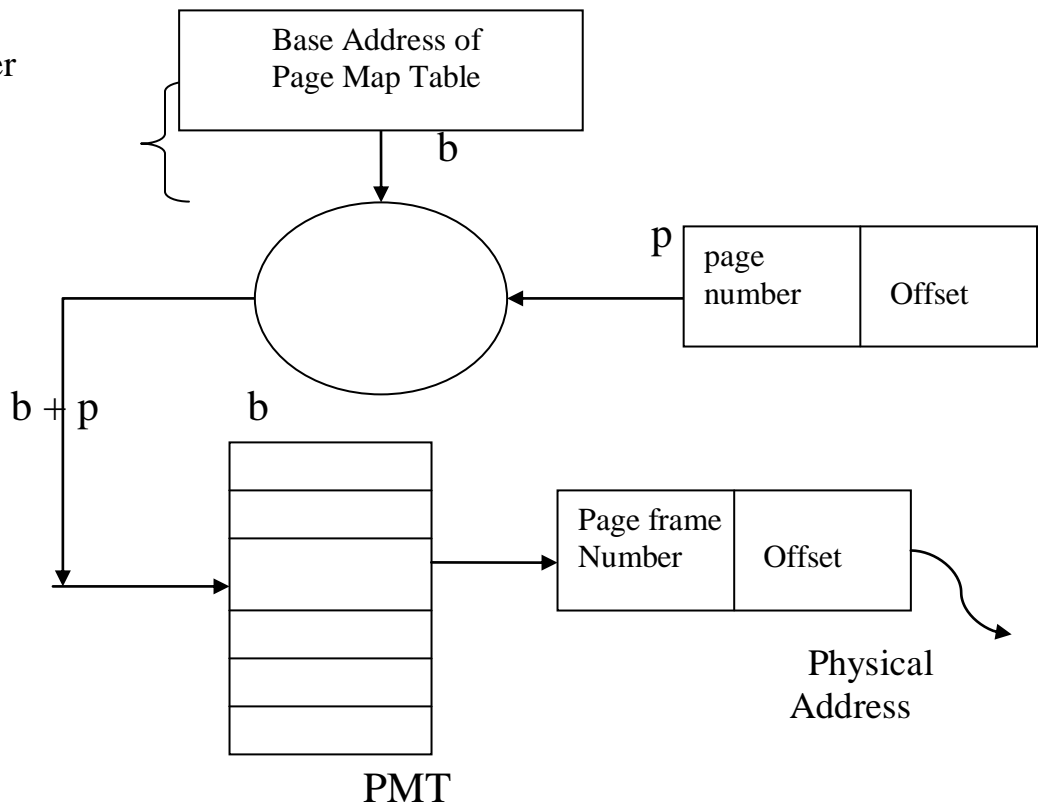 Base Address of
Page Map Table
er
b
p
page
number
Offset
b + p
b
Page frame
Number
Offset
Physical
Address
PMT